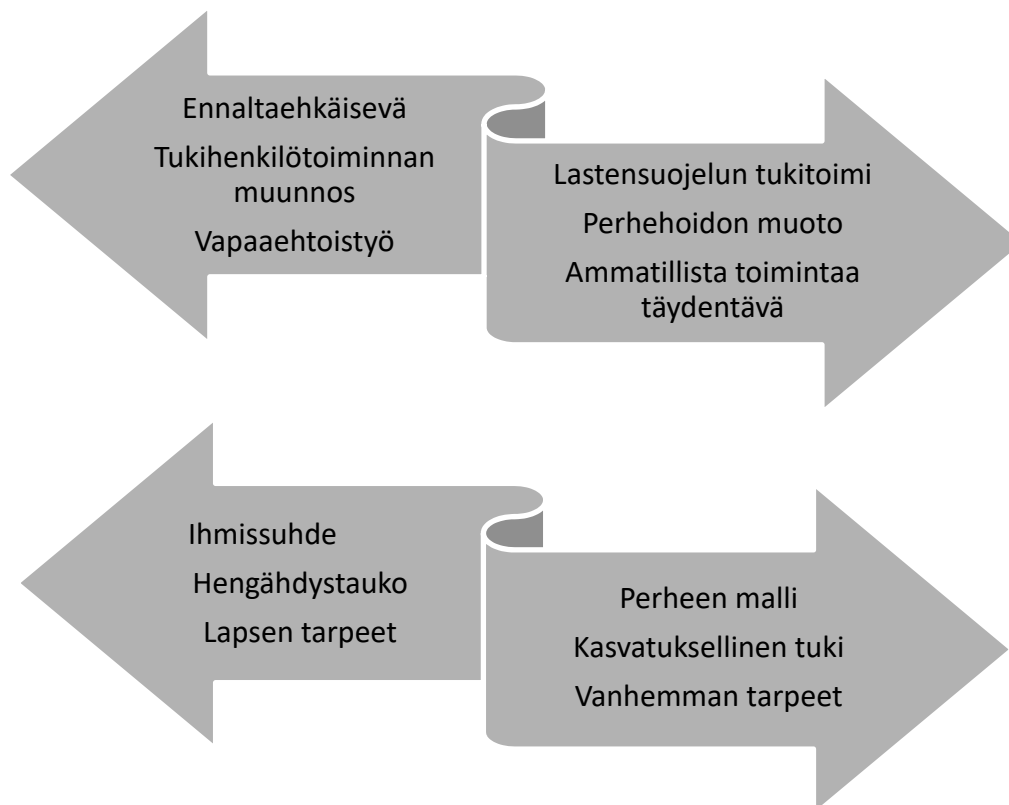 Ennaltaehkäisevä
Tukihenkilötoiminnan
muunnos
Vapaaehtoistyö
Lastensuojelun tukitoimi
Perhehoidon muoto
Ammatillista toimintaa
täydentävä
Ihmissuhde
Hengähdystauko
Lapsen tarpeet
Perheen malli
Kasvatuksellinen tuki
Vanhemman tarpeet